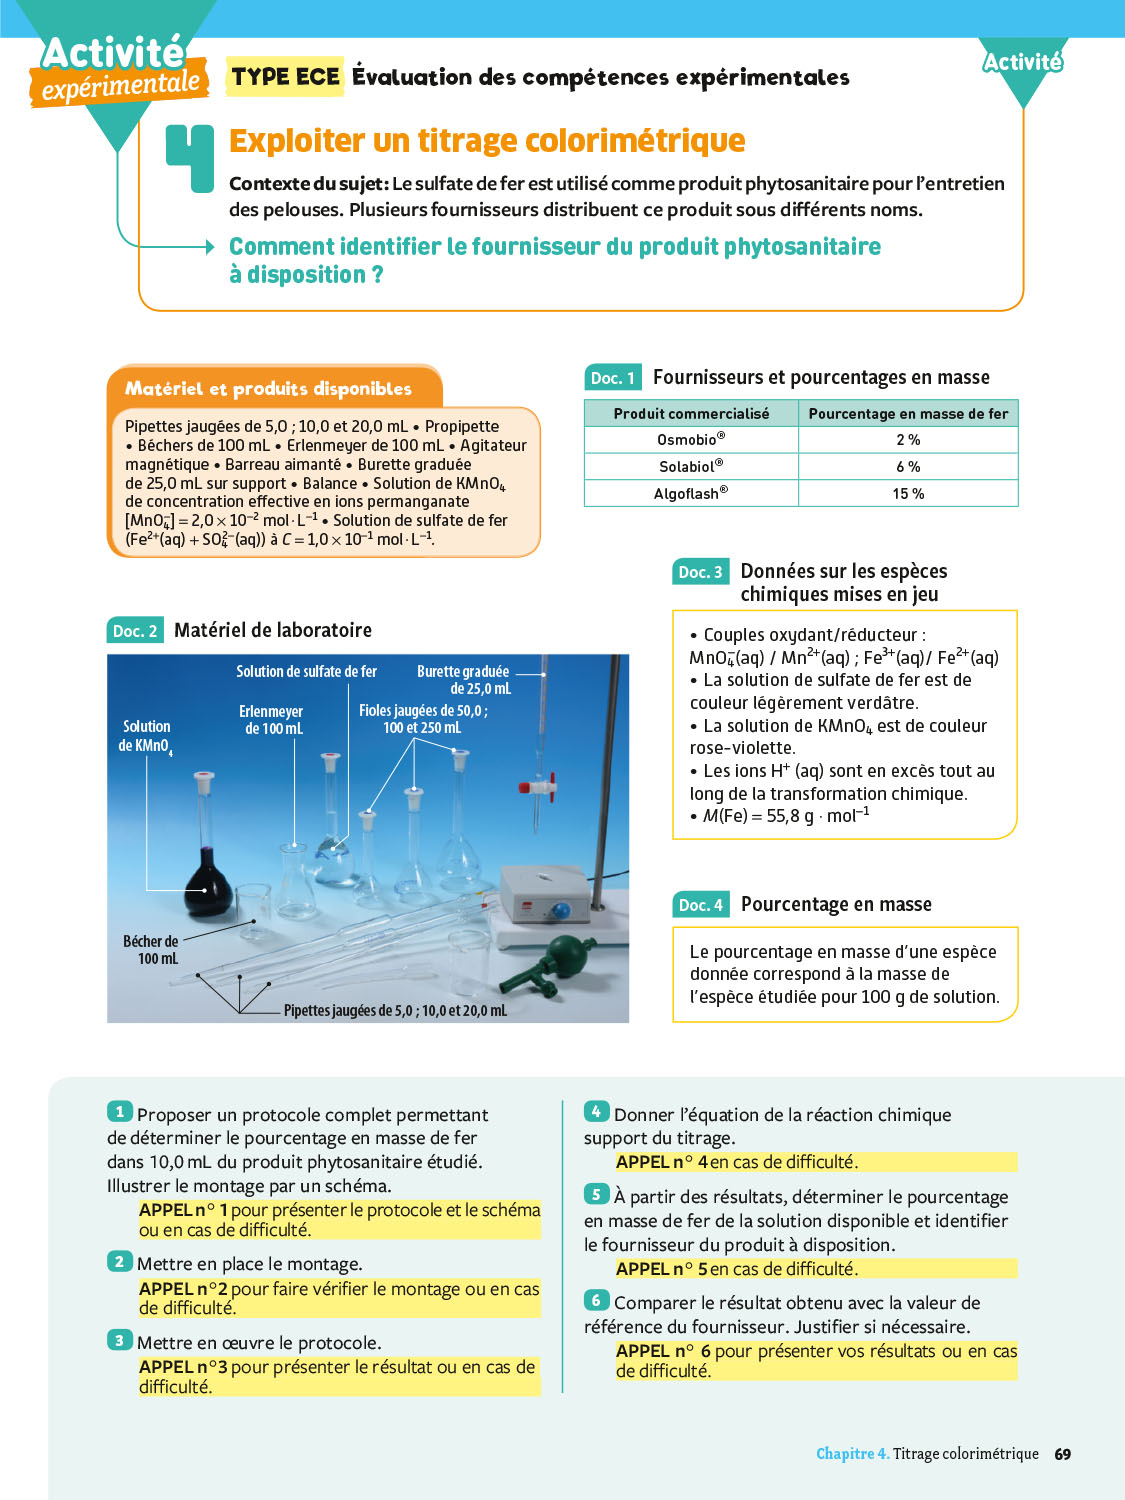 Activité
expérimentale
TYPE ECE Évaluation des compétences expérimentales
Activité
4 Exploiter un titrage colorimétrique
Contexte du sujet : Le sulfate de fer est utilisé comme produit phytosanitaire pour l'entretien
des pelouses. Plusieurs fournisseurs distribuent ce produit sous différents noms.
Comment identifier le fournisseur du produit phytosanitaire
à disposition ?
Matériel et produits disponibles
Pipettes jaugées de 5,0 ; 10,0 et 20,0 mL • Propipette
• Béchers de 100 mL • Erlenmeyer de 100 mL • Agitateur
magnétique • Barreau aimanté • Burette graduée
de 25,0 mL sur support • Balance • Solution de KMnO₄
de concentration effective en ions permanganate
[MnO₄⁻] = 2,0 × 10⁻² mol·L⁻¹ • Solution de sulfate de fer
(Fe²⁺(aq) + SO₄²⁻(aq)) à C = 1,0 × 10⁻¹ mol·L⁻¹.
Doc. 1 Fournisseurs et pourcentages en masse
Produit commercialisé Pourcentage en masse de fer
Osmobio® 2 %
Solabiol® 6 %
Algoflash® 15 %
Doc. 2 Matériel de laboratoire
Solution de sulfate de fer
Burette graduée
de 25,0 mL
Erlenmeyer
de 100 mL
Fioles jaugées de 50,0 ;
100 et 250 mL
Solution
de KMnO₄
Bécher de
100 mL
Pipettes jaugées de 5,0 ; 10,0 et 20,0 mL
Doc. 3 Données sur les espèces
chimiques mises en jeu
• Couples oxydant/réducteur :
MnO₄⁻(aq) / Mn²⁺(aq) ; Fe³⁺(aq)/ Fe²⁺(aq)
• La solution de sulfate de fer est de
couleur légèrement verdâtre.
• La solution de KMnO₄ est de couleur
rose-violette.
• Les ions H⁺ (aq) sont en excès tout au
long de la transformation chimique.
• M(Fe) = 55,8 g · mol⁻¹
Doc. 4 Pourcentage en masse
Le pourcentage en masse d'une espèce
donnée correspond à la masse de
l'espèce étudiée pour 100 g de solution.
1 Proposer un protocole complet permettant
de déterminer le pourcentage en masse de fer
dans 10,0 mL du produit phytosanitaire étudié.
Illustrer le montage par un schéma.
APPEL n° 1 pour présenter le protocole et le schéma
ou en cas de difficulté.
2 Mettre en place le montage.
APPEL n°2 pour faire vérifier le montage ou en cas
de difficulté.
3 Mettre en œuvre le protocole.
APPEL n°3 pour présenter le résultat ou en cas de
difficulté.
4 Donner l'équation de la réaction chimique
support du titrage.
APPEL n° 4 en cas de difficulté.
5 À partir des résultats, déterminer le pourcentage
en masse de fer de la solution disponible et identifier
le fournisseur du produit à disposition.
APPEL n° 5 en cas de difficulté.
6 Comparer le résultat obtenu avec la valeur de
référence du fournisseur. Justifier si nécessaire.
APPEL n° 6 pour présenter vos résultats ou en cas
de difficulté.
Chapitre 4. Titrage colorimétrique 69